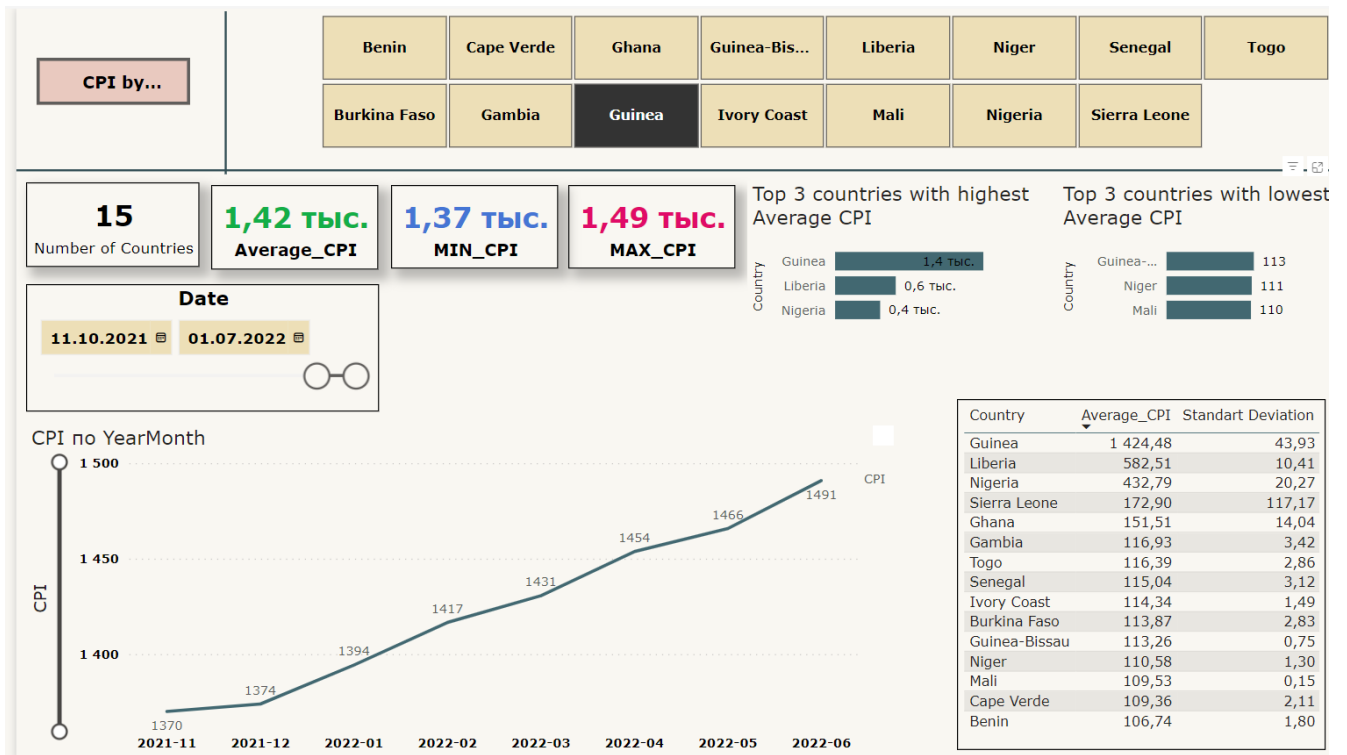 Benin Cape Verde Ghana Guinea-Bis... Liberia Niger Senegal Togo
CPI by...
Burkina Faso Gambia Guinea Ivory Coast Mali Nigeria Sierra Leone
15
Number of Countries
1,42 тыс.
Average_CPI
1,37 тыс.
MIN_CPI
1,49 тыс.
MAX_CPI
Top 3 countries with highest
Average CPI
Country
Guinea 1,4 тыс.
Liberia 0,6 тыс.
Nigeria 0,4 тыс.
Top 3 countries with lowest
Average CPI
Country
Guinea-... 113
Niger 111
Mali 110
Date
11.10.2021 01.07.2022
CPI по YearMonth
CPI
1 500
1 450
1 400
1370
1374
1394
1417
1431
1454
1466
1491
CPI
2021-11 2021-12 2022-01 2022-02 2022-03 2022-04 2022-05 2022-06
Country Average_CPI Standart Deviation
Guinea 1 424,48 43,93
Liberia 582,51 10,41
Nigeria 432,79 20,27
Sierra Leone 172,90 117,17
Ghana 151,51 14,04
Gambia 116,93 3,42
Togo 116,39 2,86
Senegal 115,04 3,12
Ivory Coast 114,34 1,49
Burkina Faso 113,87 2,83
Guinea-Bissau 113,26 0,75
Niger 110,58 1,30
Mali 109,53 0,15
Cape Verde 109,36 2,11
Benin 106,74 1,80